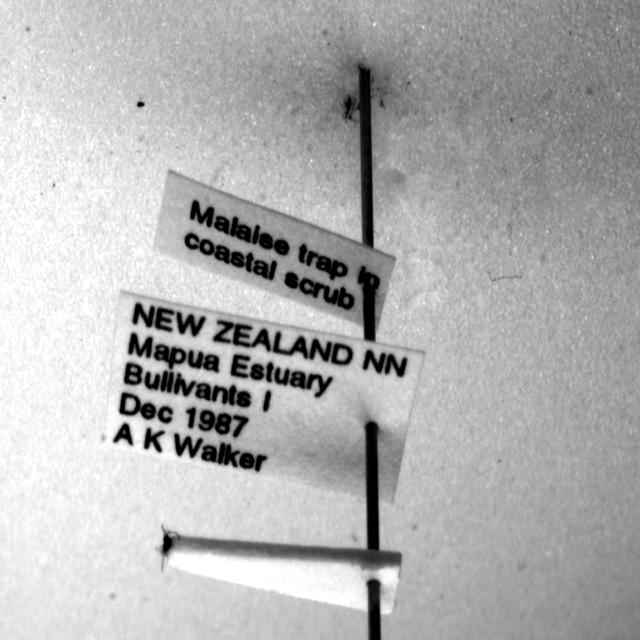 Malaise trap in
coastal scrub
NEW ZEALAND NN
Mapua Estuary
Bullivants I
Dec 1987
A K Walker